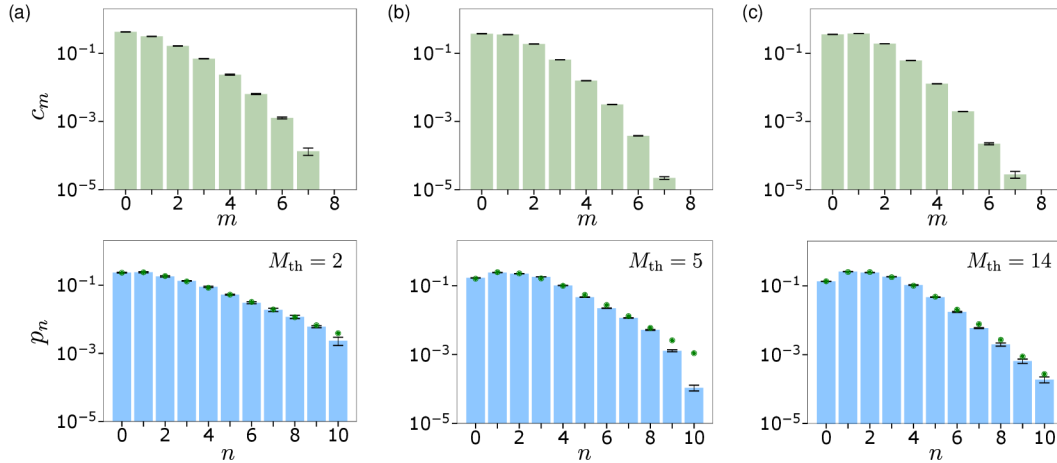 (a) (b) (c)
c_m
10^{-1} 10^{-1} 10^{-1}
10^{-3} 10^{-3} 10^{-3}
10^{-5} 10^{-5} 10^{-5}
0 2 4 6 8 0 2 4 6 8 0 2 4 6 8
m m m
M_th = 2 M_th = 5 M_th = 14
p_n
10^{-1} 10^{-1} 10^{-1}
10^{-3} 10^{-3} 10^{-3}
10^{-5} 10^{-5} 10^{-5}
0 2 4 6 8 10 0 2 4 6 8 10 0 2 4 6 8 10
n n n